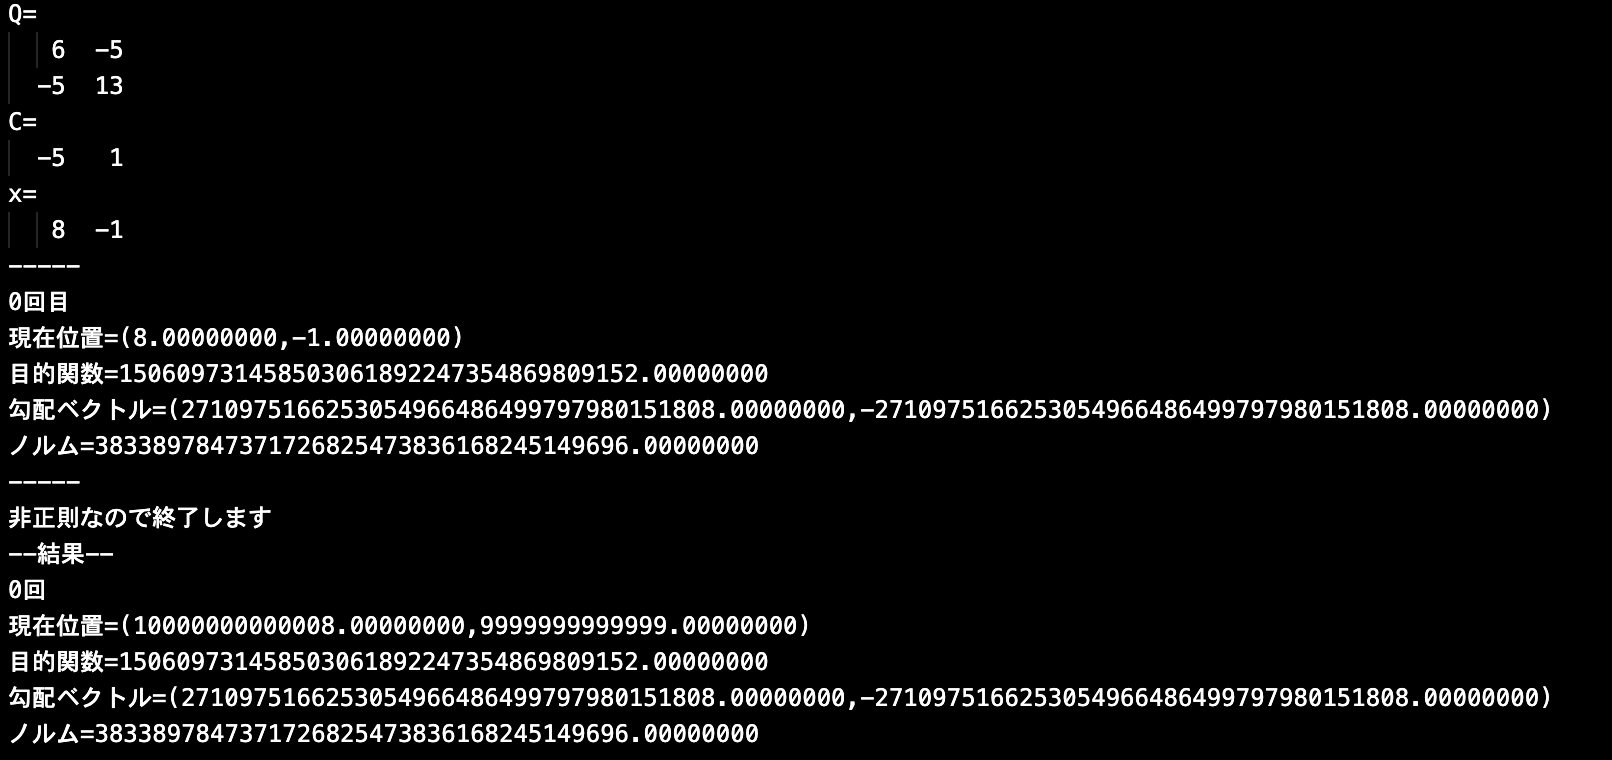 Q=
6 -5
-5 13
C=
-5 1
x=
8 -1
-----
0回目
現在位置=(8.00000000,-1.00000000)
目的関数=150609731458503061892247354869809152.00000000
勾配ベクトル=(271097516625305496648649979798015​1808.00000000,-2710975166253054966486499797980151808.00000000)
ノルム=3833897847371726825473836168245149696.00000000
-----
非正則なので終了します
--結果--
0回
現在位置=(10000000000008.00000000,9999999999999.00000000)
目的関数=150609731458503061892247354869809152.00000000
勾配ベクトル=(2710975166253054966486499797980151808.00000000,-2710975166253054966486499797980151808.00000000)
ノルム=3833897847371726825473836168245149696.00000000